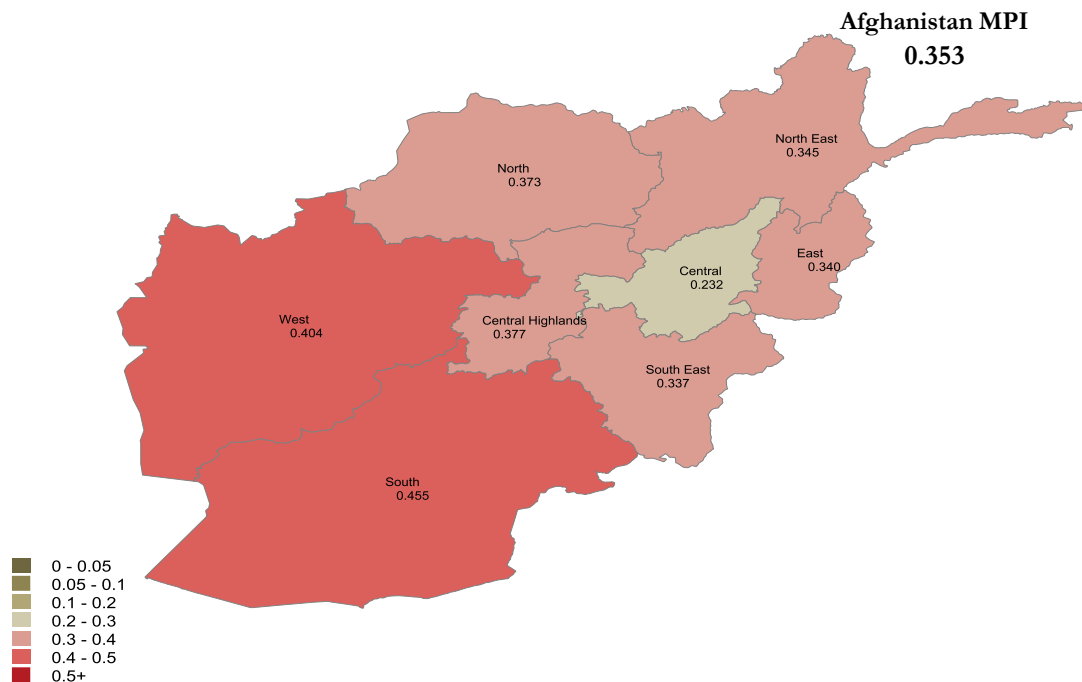 Afghanistan MPI
0.353
North East
0.345
North
0.373
East
0.340
Central
0.232
West
0.404
Central Highlands
0.377
South East
0.337
South
0.455
0 - 0.05
0.05 - 0.1
0.1 - 0.2
0.2 - 0.3
0.3 - 0.4
0.4 - 0.5
0.5+